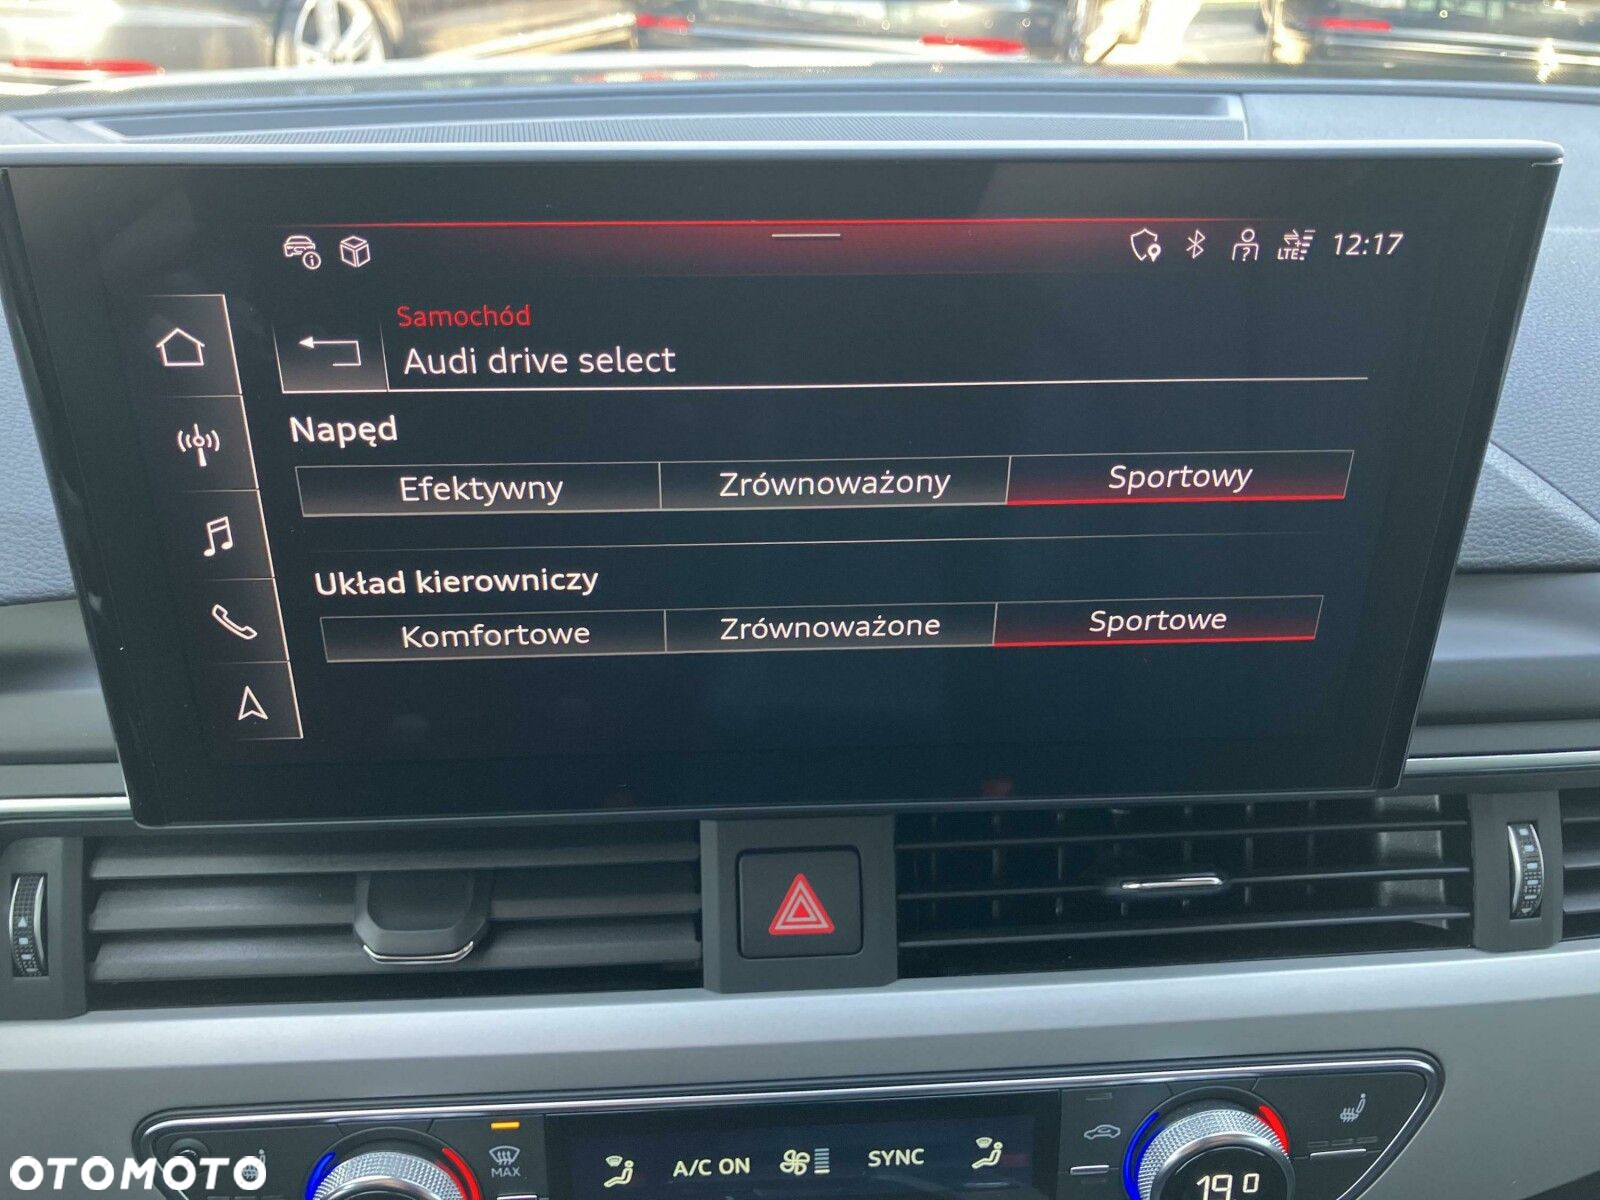 LTE 12:17
Samochód
Audi drive select
Napęd
Efektywny Zrównoważony Sportowy
Układ kierowniczy
Komfortowe Zrównoważone Sportowe
MAX A/C ON SYNC
19.0
OTOMOTO